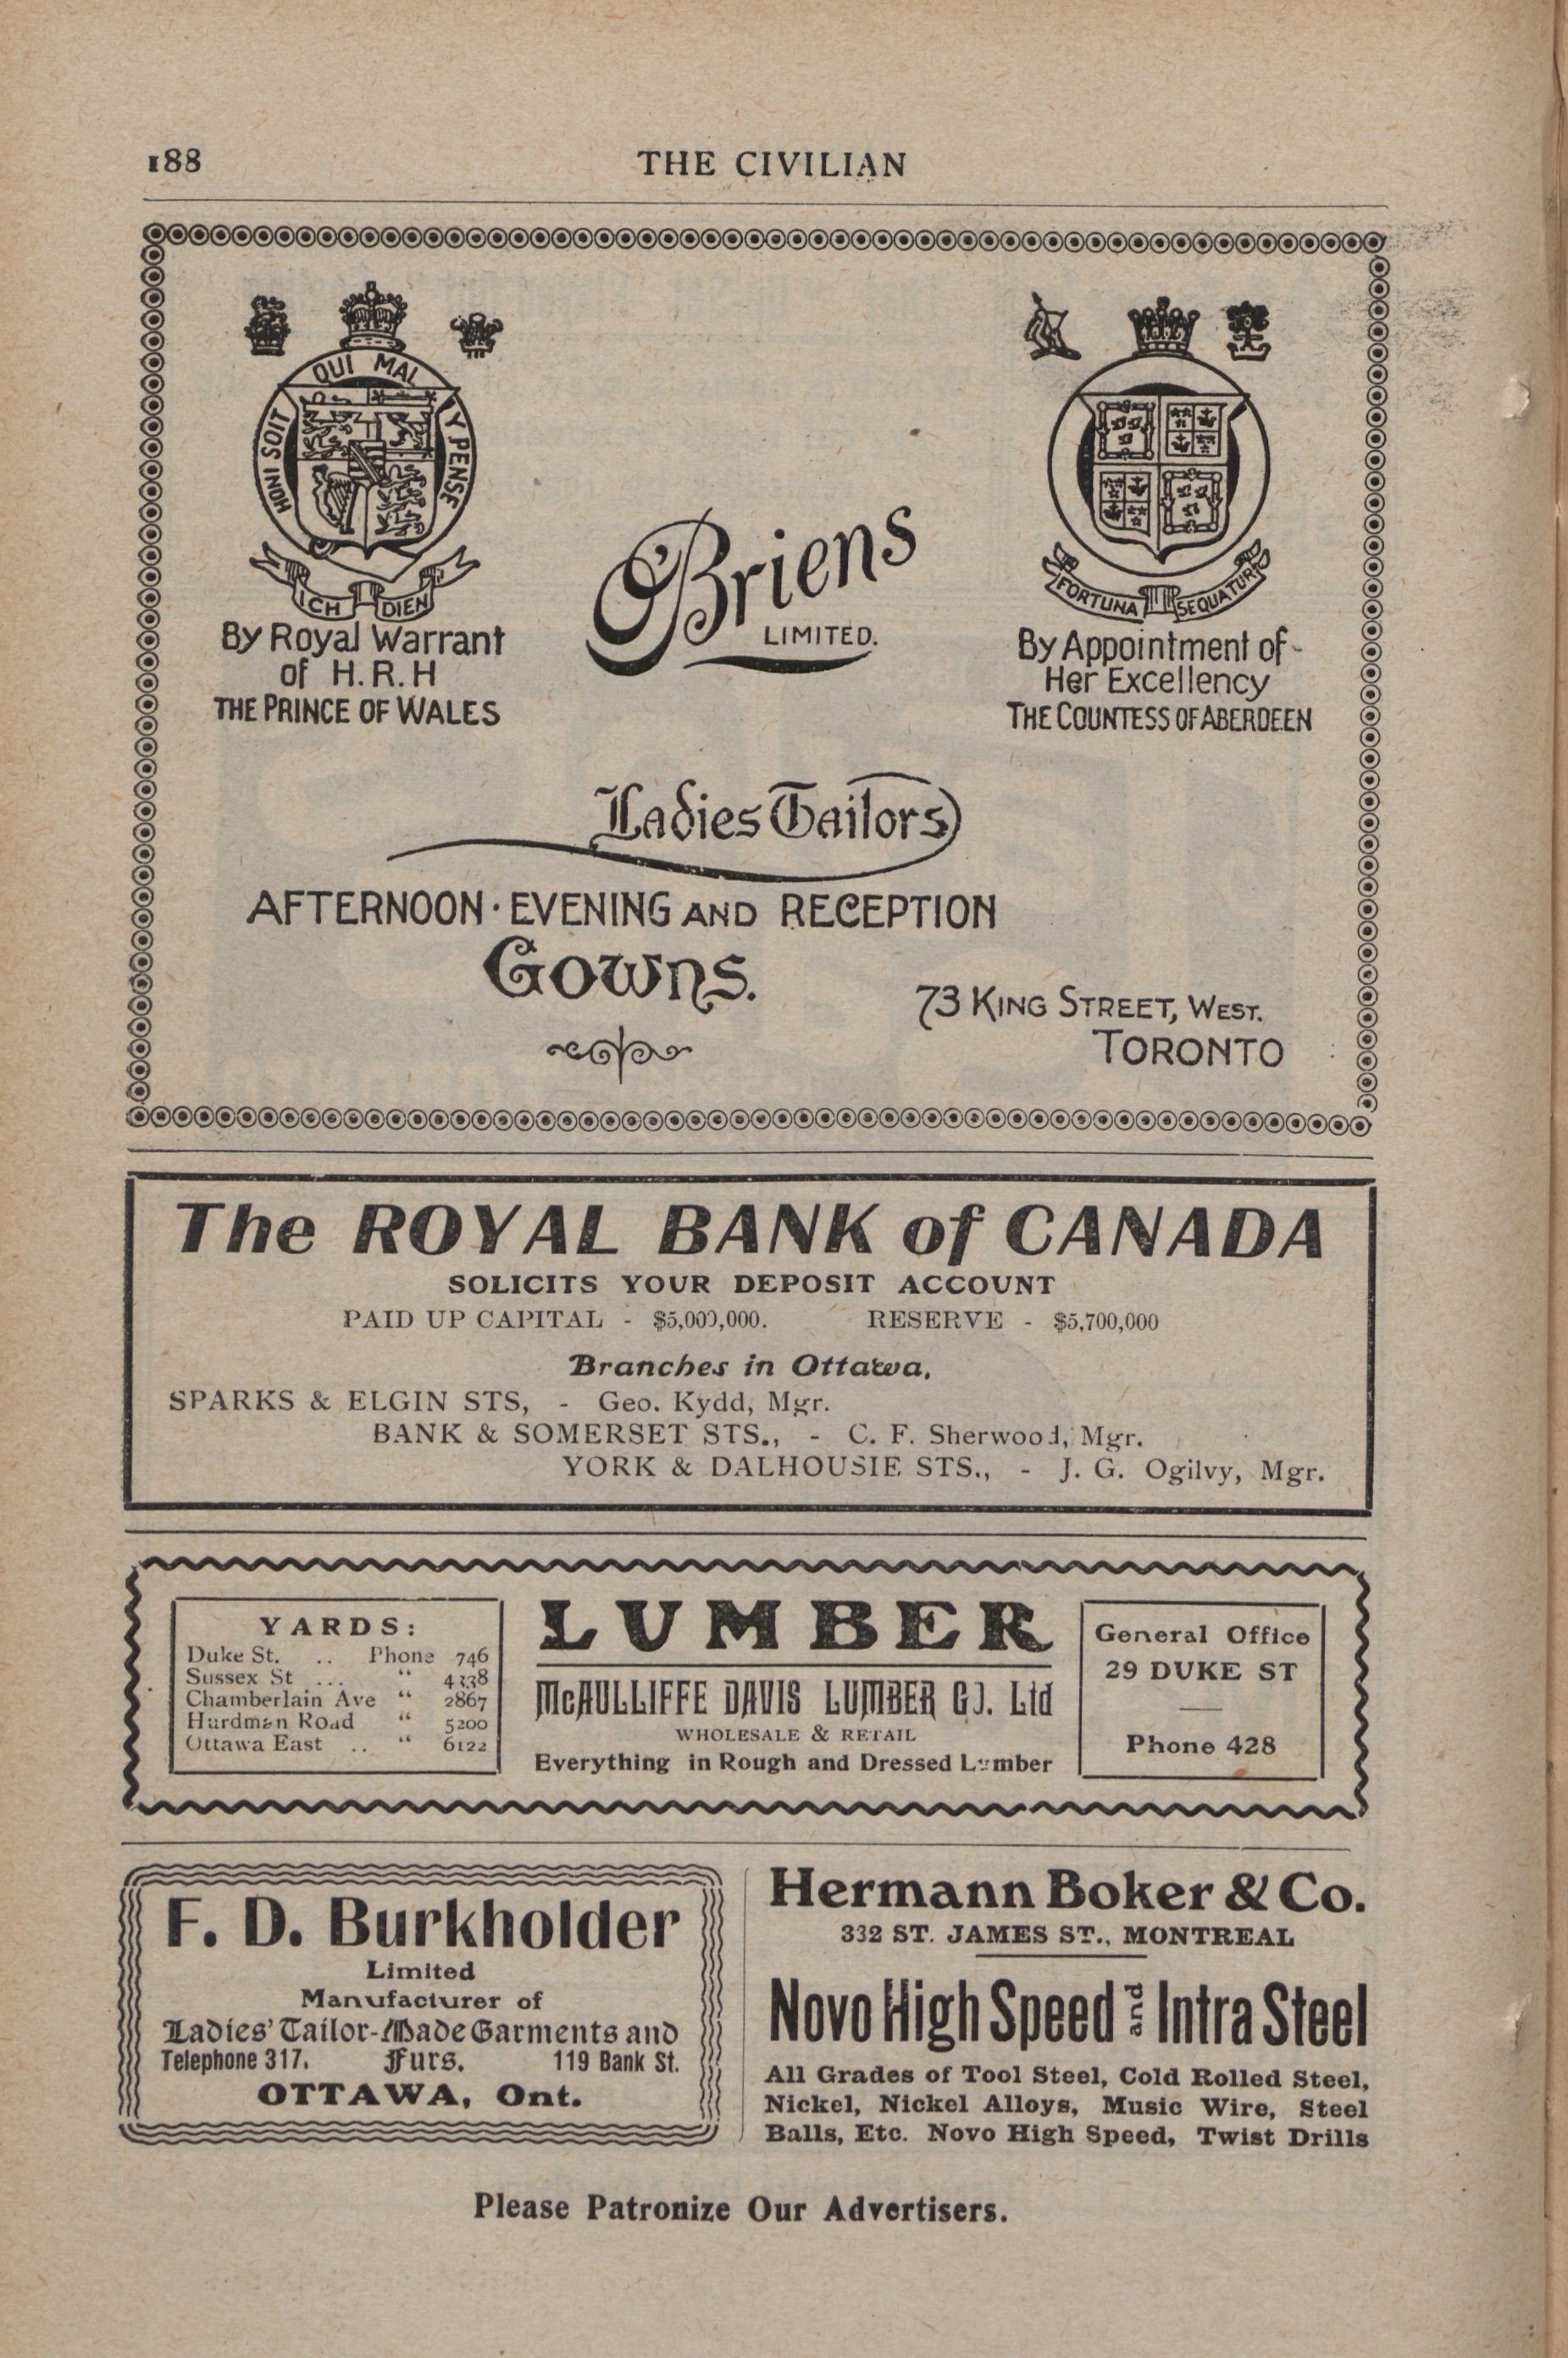 188
THE CIVILIAN
HONI SOIT QUI MAL Y PENSE
ICH DIEN
By Royal Warrant
of H.R.H
THE PRINCE OF WALES
O'Briens
LIMITED.
FORTUNA SEQUATUR
By Appointment of
Her Excellency
THE COUNTESS OF ABERDEEN
Ladies Tailors
AFTERNOON · EVENING AND RECEPTION
GOWNS.
73 KING STREET, WEST.
TORONTO
The ROYAL BANK of CANADA
SOLICITS YOUR DEPOSIT ACCOUNT
PAID UP CAPITAL - $5,000,000. RESERVE - $5,700,000
Branches in Ottawa.
SPARKS & ELGIN STS, - Geo. Kydd, Mgr.
BANK & SOMERSET STS., - C. F. Sherwood, Mgr.
YORK & DALHOUSIE STS., - J. G. Ogilvy, Mgr.
YARDS:
Duke St. .. Phone 746
Sussex St ... " 4338
Chamberlain Ave " 2867
Hurdman Road " 5200
Ottawa East .. " 6122
LUMBER
McAULLIFFE DAVIS LUMBER CO. Ltd
WHOLESALE & RETAIL
Everything in Rough and Dressed Lumber
General Office
29 DUKE ST
Phone 428
F. D. Burkholder
Limited
Manufacturer of
Ladies' Tailor-Made Garments and
Telephone 317. Furs. 119 Bank St.
OTTAWA, Ont.
Hermann Boker & Co.
332 ST. JAMES ST., MONTREAL
Novo High Speed and Intra Steel
All Grades of Tool Steel, Cold Rolled Steel,
Nickel, Nickel Alloys, Music Wire, Steel
Balls, Etc. Novo High Speed, Twist Drills
Please Patronize Our Advertisers.